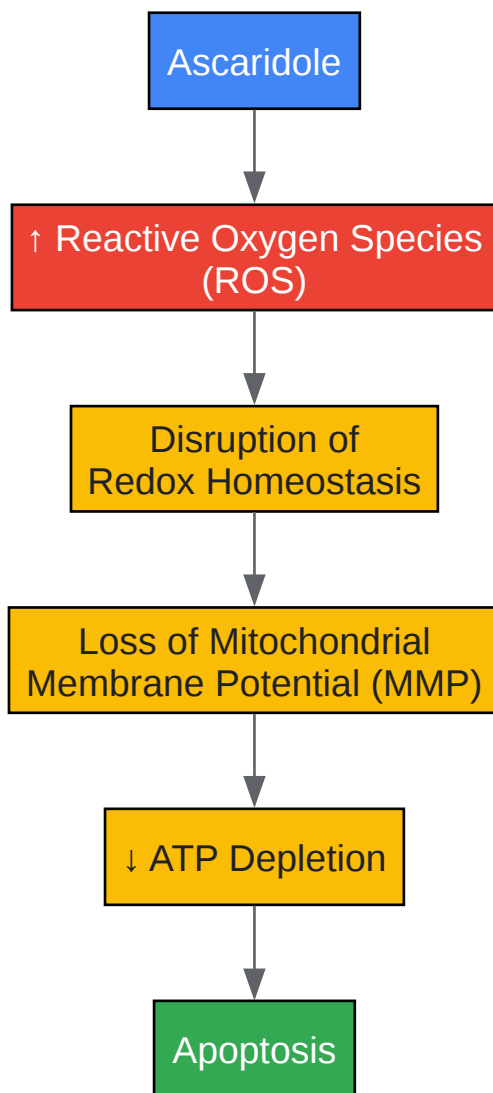 Ascaridole
↑ Reactive Oxygen Species
(ROS)
Disruption of
Redox Homeostasis
Loss of Mitochondrial
Membrane Potential (MMP)
↓ ATP Depletion
Apoptosis